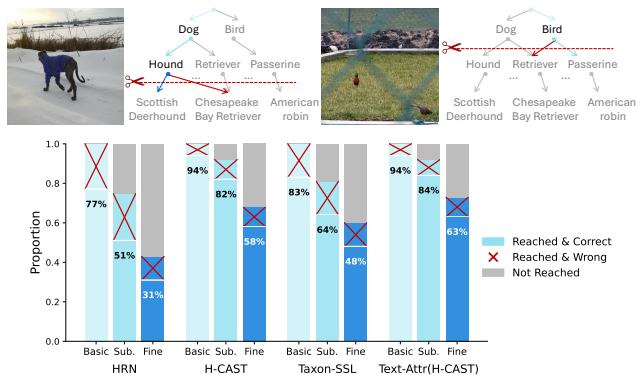 Dog Bird
Hound Retriever Passerine
... ...
Scottish Deerhound Chesapeake Bay Retriever American robin
Dog Bird
Hound Retriever Passerine
... ...
Scottish Deerhound Chesapeake Bay Retriever American robin
Proportion
1.0
0.8
0.6
0.4
0.2
0.0
77% 51% 31%
94% 82% 58%
83% 64% 48%
94% 84% 63%
Basic Sub. Fine Basic Sub. Fine Basic Sub. Fine Basic Sub. Fine
HRN H-CAST Taxon-SSL Text-Attr(H-CAST)
Reached & Correct
Reached & Wrong
Not Reached